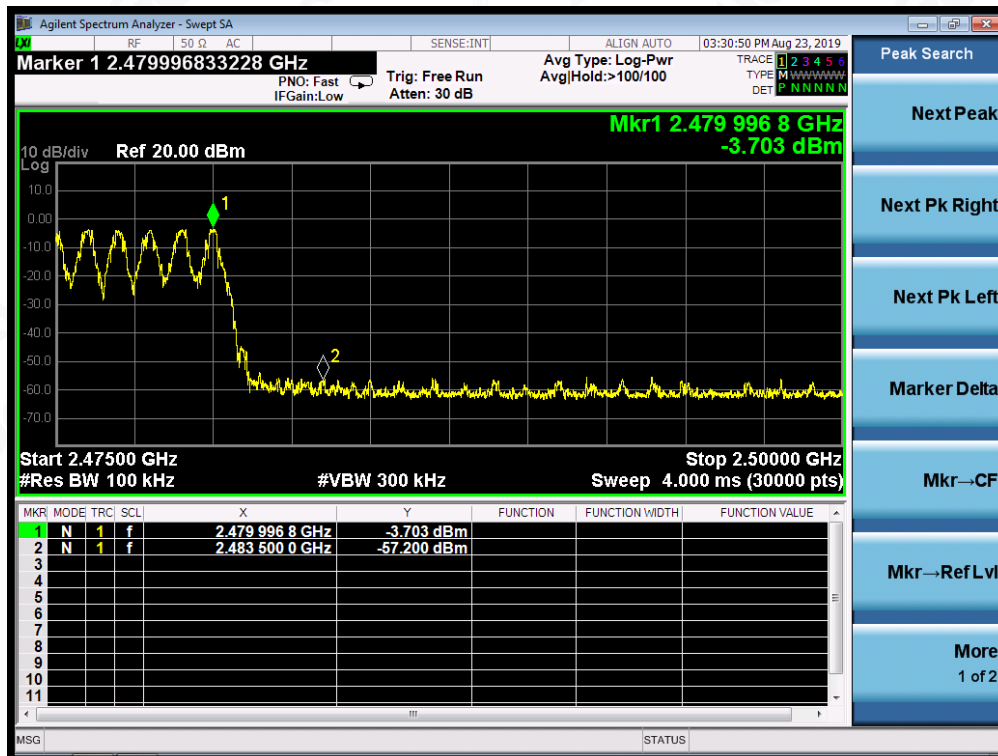 Agilent Spectrum Analyzer - Swept SA
LXI RF 50 Ω AC SENSE:INT ALIGN AUTO 03:30:50 PM Aug 23, 2019
Marker 1 2.479996833228 GHz
PNO: Fast
IFGain:Low
Trig: Free Run
Atten: 30 dB
Avg Type: Log-Pwr
Avg|Hold:>100/100
TRACE 1 2 3 4 5 6
TYPE M WWWWW
DET P N N N N N
Mkr1 2.479 996 8 GHz
-3.703 dBm
10 dB/div Ref 20.00 dBm
Log
10.0
0.00
-10.0
-20.0
-30.0
-40.0
-50.0
-60.0
-70.0
1
2
Start 2.47500 GHz Stop 2.50000 GHz
#Res BW 100 kHz #VBW 300 kHz Sweep 4.000 ms (30000 pts)
MKR MODE TRC SCL X Y FUNCTION FUNCTION WIDTH FUNCTION VALUE
1 N 1 f 2.479 996 8 GHz -3.703 dBm
2 N 1 f 2.483 500 0 GHz -57.200 dBm
3
4
5
6
7
8
9
10
11
MSG STATUS
Peak Search
Next Peak
Next Pk Right
Next Pk Left
Marker Delta
Mkr→CF
Mkr→Ref Lvl
More
1 of 2